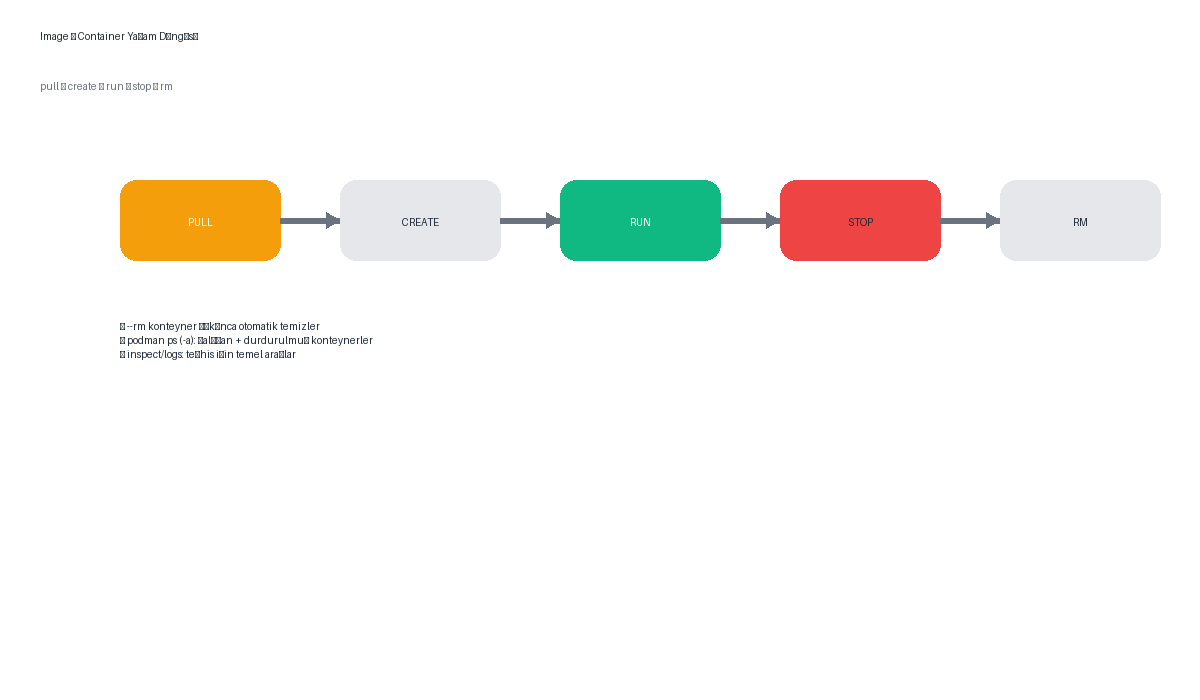 Image □ Container Ya□am D□ng□s□
pull □ create □ run □ stop □ rm
PULL
CREATE
RUN
STOP
RM
□ --rm konteyner □□k□nca otomatik temizler
□ podman ps (-a): □al□□an + durdurulmu□ konteynerler
□ inspect/logs: te□his i□in temel ara□lar